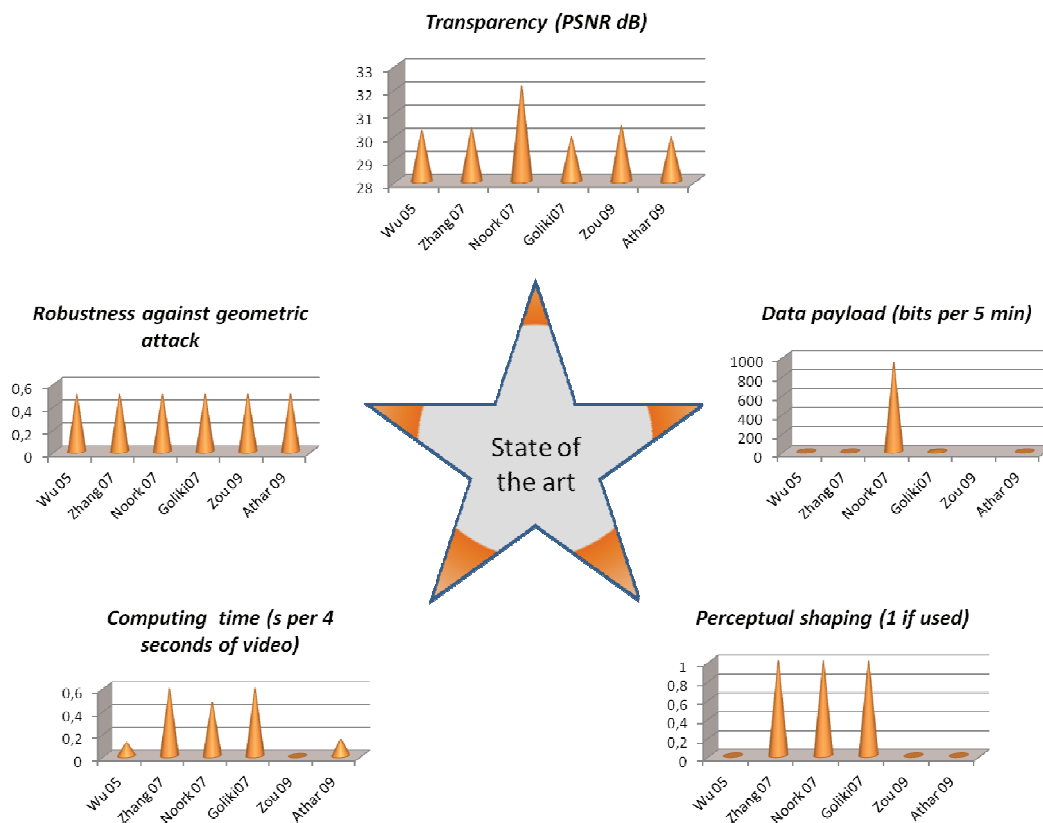 Transparency (PSNR dB)
33
32
31
30
29
28
Wu 05
Zhang 07
Noork 07
Goliki07
Zou 09
Athar 09
Robustness against geometric
attack
0,6
0,4
0,2
0
Wu 05
Zhang 07
Noork 07
Goliki07
Zou 09
Athar 09
State of
the art
Data payload (bits per 5 min)
1000
800
600
400
200
0
Wu 05
Zhang 07
Noork 07
Goliki07
Zou 09
Athar 09
Computing time (s per 4
seconds of video)
0,6
0,4
0,2
0
Wu 05
Zhang 07
Noork 07
Goliki07
Zou 09
Athar 09
Perceptual shaping (1 if used)
1
0,8
0,6
0,4
0,2
0
Wu 05
Zhang 07
Noork 07
Goliki07
Zou 09
Athar 09